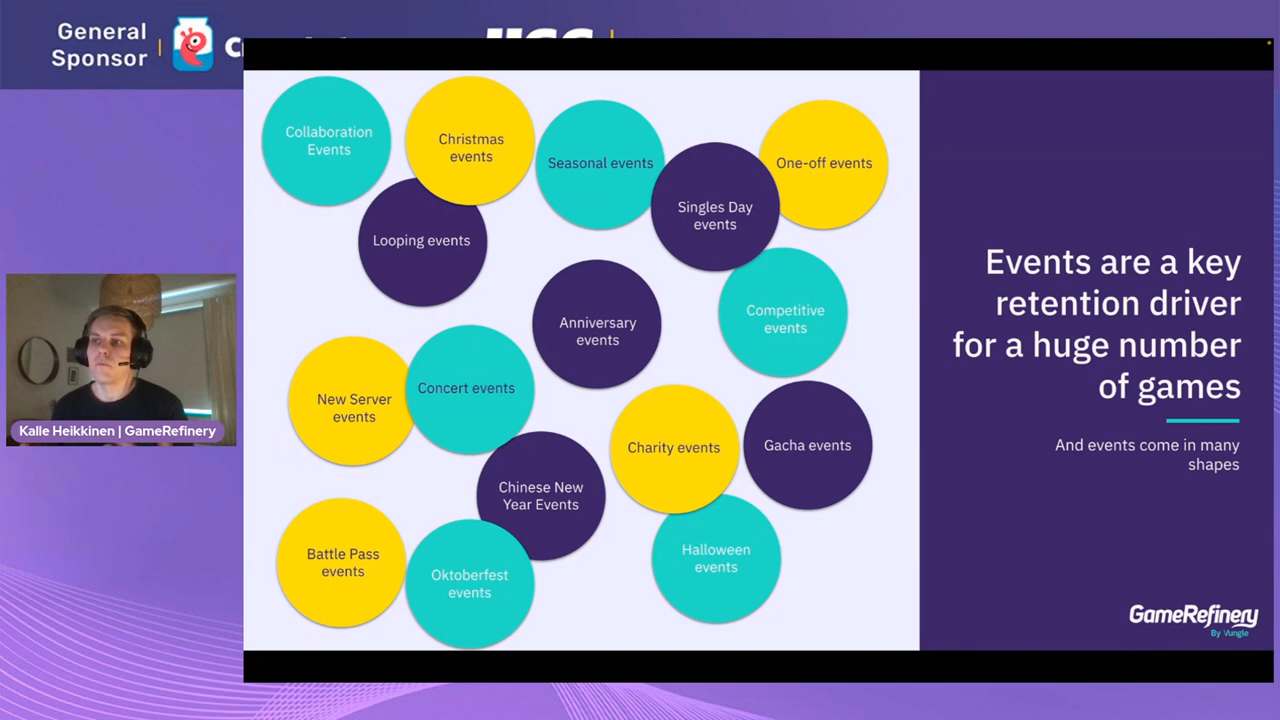 General
Sponsor
Collaboration
Events
Christmas
events
Seasonal events
One-off events
Singles Day
events
Looping events
Competitive
events
Anniversary
events
New Server
events
Concert events
Charity events
Gacha events
Chinese New
Year Events
Battle Pass
events
Oktoberfest
events
Halloween
events
Events are a key
retention driver
for a huge number
of games
And events come in many
shapes
GameRefinery
By Vungle
Kalle Heikkinen | GameRefinery